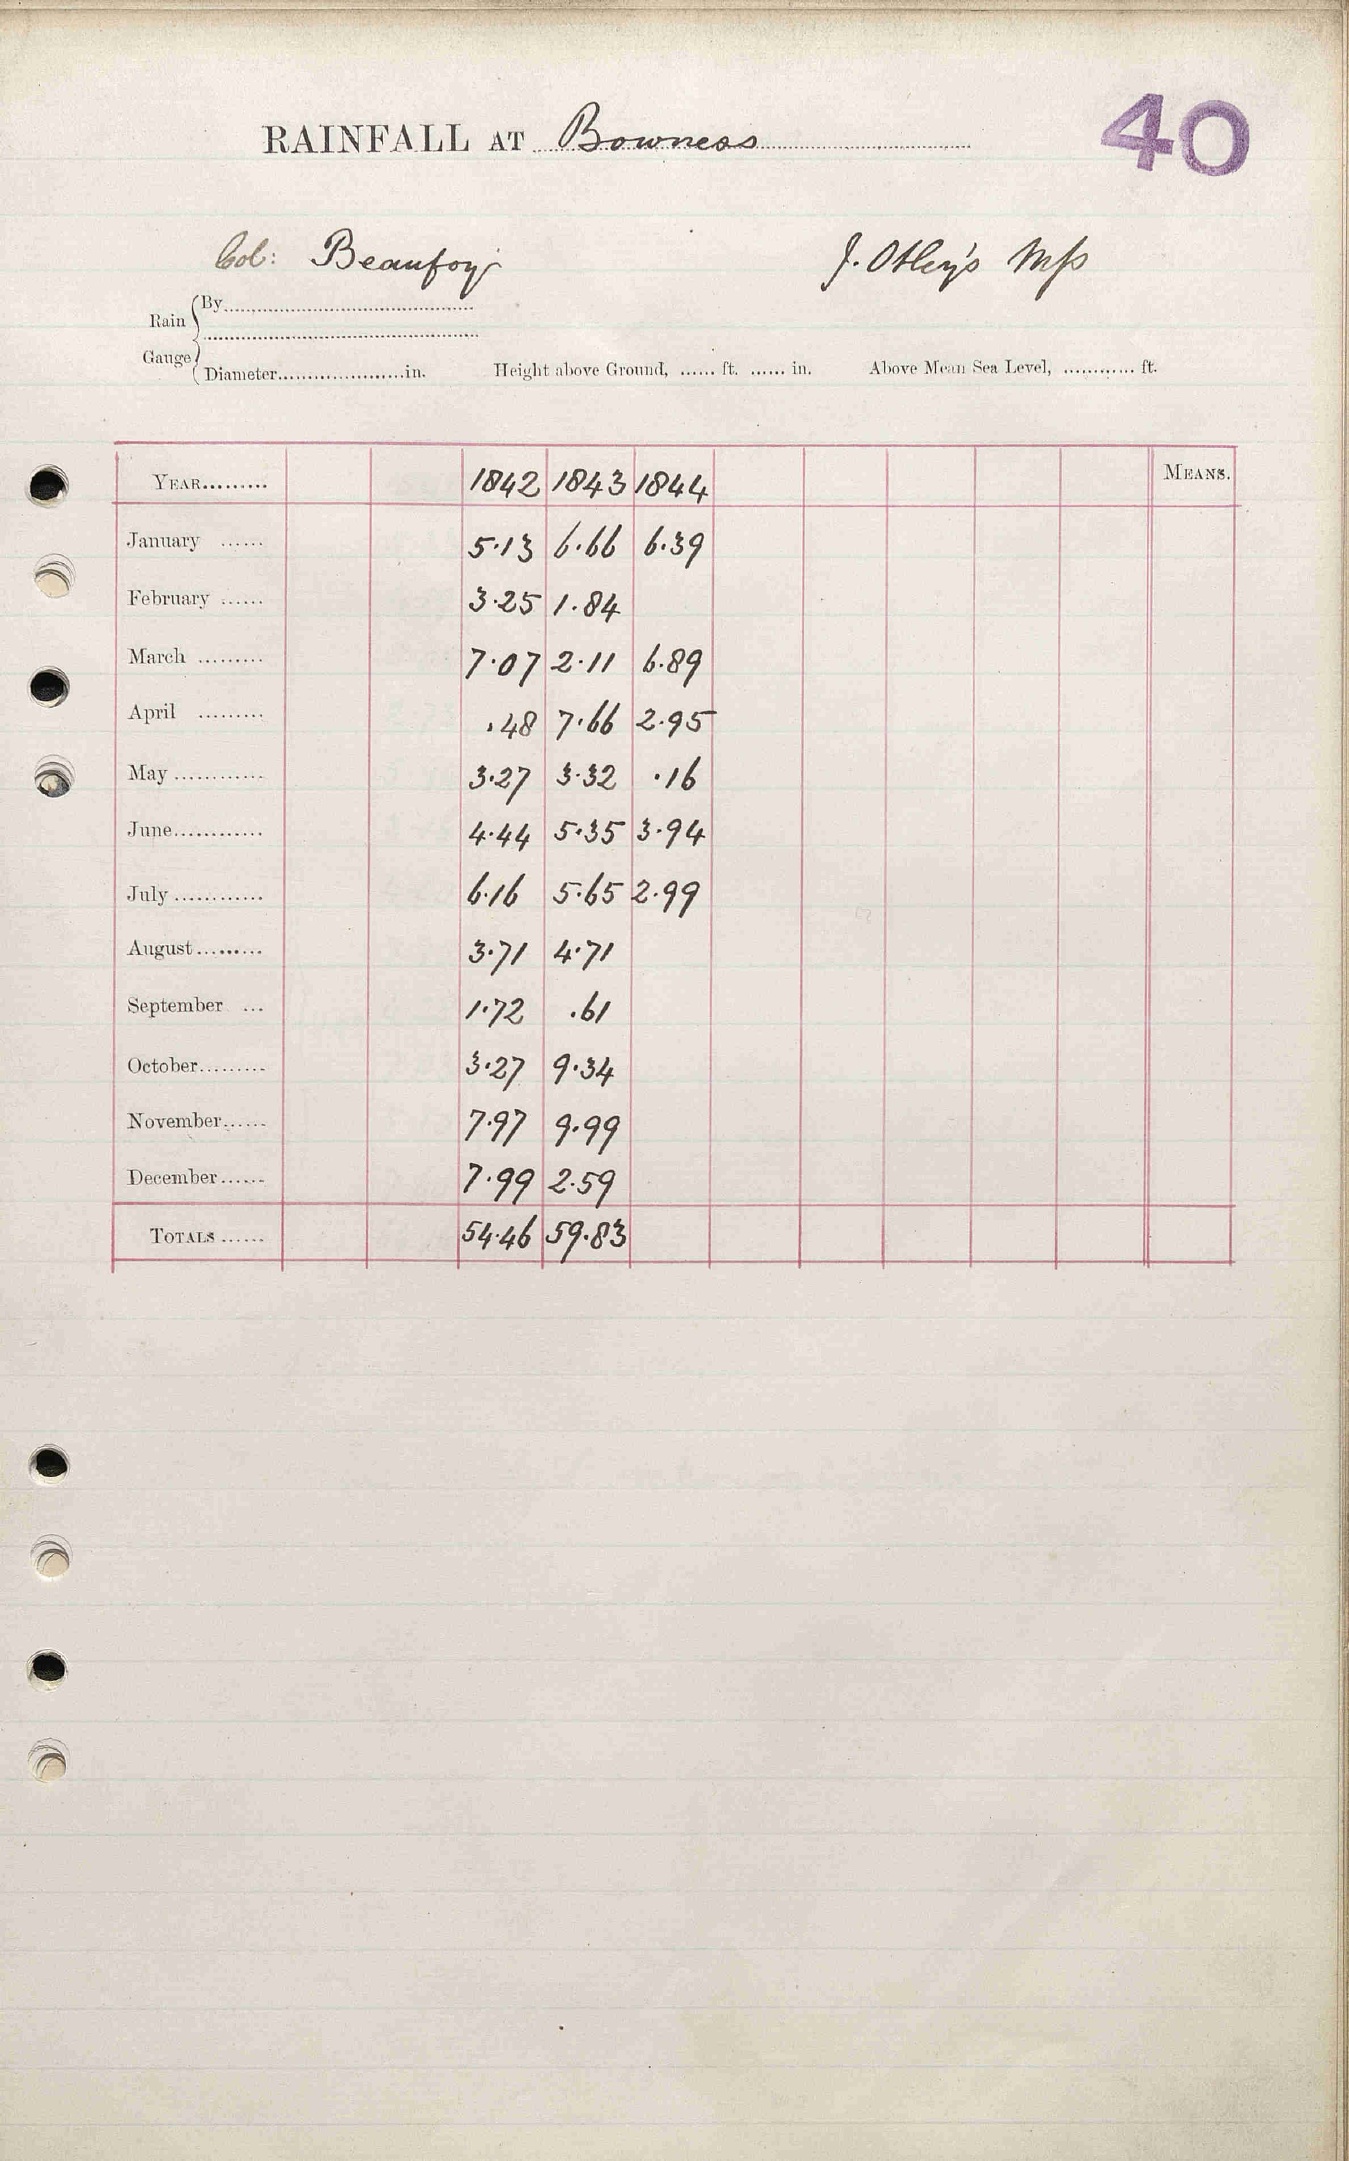 RAINFALL AT Bowness
40
Col: Beaufoy
J. Otley's Mss
Rain Gauge
By
Diameter in. Height above Ground, ft. in. Above Mean Sea Level, ft.
YEAR 1842 1843 1844 MEANS.
January 5.13 6.66 6.39
February 3.25 1.84
March 7.07 2.11 6.89
April .48 7.66 2.95
May 3.27 3.32 .16
June 4.44 5.35 3.94
July 6.16 5.65 2.99
August 3.71 4.71
September 1.72 .61
October 3.27 9.34
November 7.97 9.99
December 7.99 2.59
TOTALS 54.46 59.83